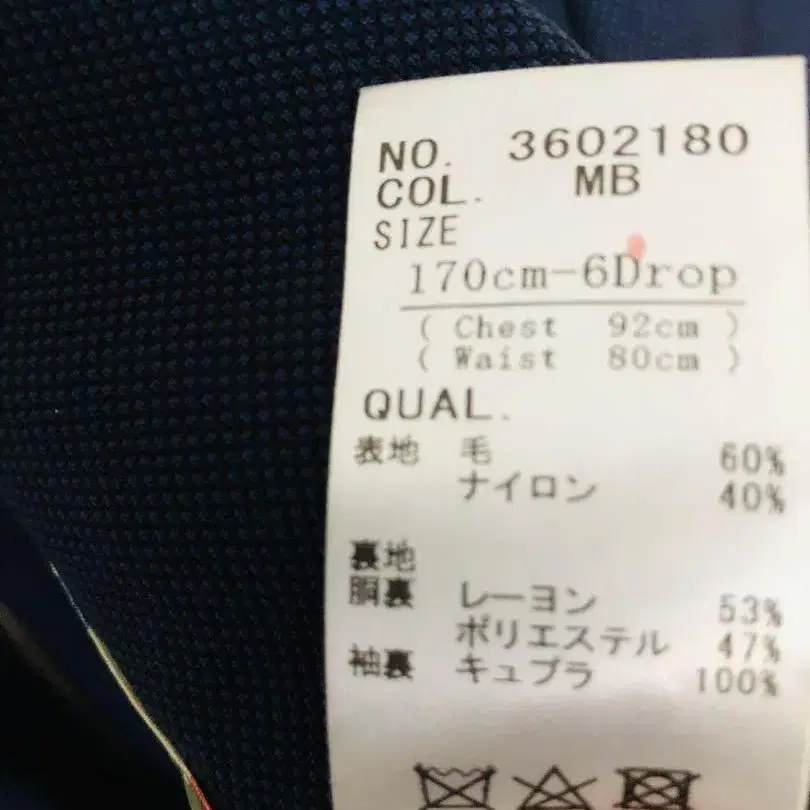 NO. 3602180
COL. MB
SIZE
170cm-6Drop
( Chest 92cm )
( Waist 80cm )
QUAL.
表地 毛 60%
ナイロン 40%
裏地
胴裏 レーヨン 53%
ポリエステル 47%
袖裏 キュプラ 100%